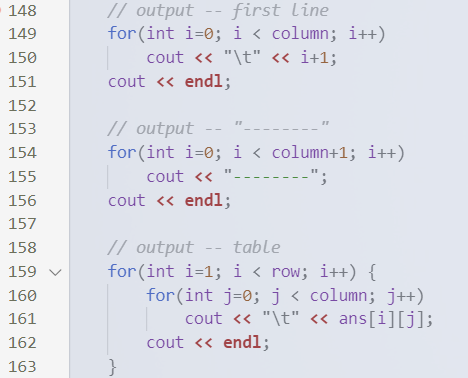 148 // output -- first line
149 for(int i=0; i < column; i++)
150     cout << "\t" << i+1;
151 cout << endl;
152
153 // output -- "--------"
154 for(int i=0; i < column+1; i++)
155     cout << "--------";
156 cout << endl;
157
158 // output -- table
159 for(int i=1; i < row; i++) {
160     for(int j=0; j < column; j++)
161         cout << "\t" << ans[i][j];
162     cout << endl;
163 }